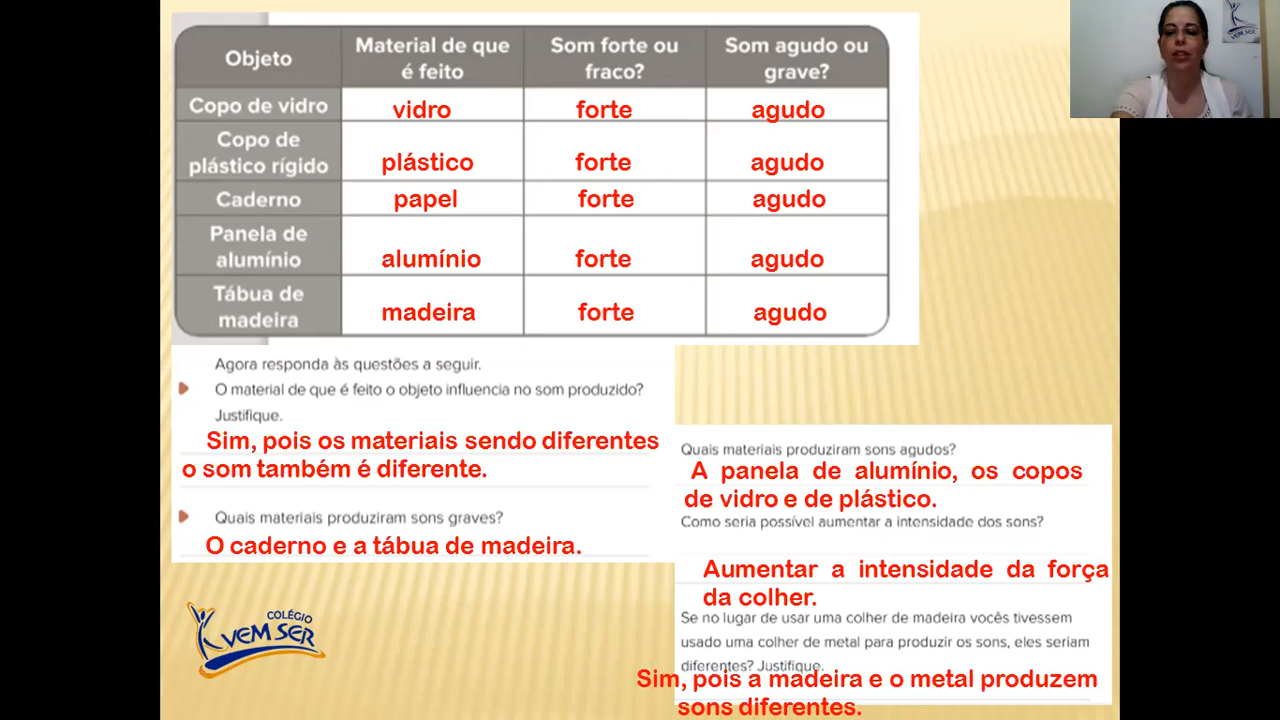 Objeto
Material de que
é feito
Som forte ou
fraco?
Som agudo ou
grave?
Copo de vidro
vidro
forte
agudo
Copo de
plástico rígido
plástico
forte
agudo
Caderno
papel
forte
agudo
Panela de
alumínio
alumínio
forte
agudo
Tábua de
madeira
madeira
forte
agudo
Agora responda às questões a seguir.
O material de que é feito o objeto influencia no som produzido?
Justifique.
Sim, pois os materiais sendo diferentes
o som também é diferente.
Quais materiais produziram sons graves?
O caderno e a tábua de madeira.
Quais materiais produziram sons agudos?
A panela de alumínio, os copos
de vidro e de plástico.
Como seria possível aumentar a intensidade dos sons?
Aumentar a intensidade da força
da colher.
Se no lugar de usar uma colher de madeira vocês tivessem
usado uma colher de metal para produzir os sons, eles seriam
diferentes? Justifique.
Sim, pois a madeira e o metal produzem
sons diferentes.
COLÉGIO
VEM SER
VEM SER